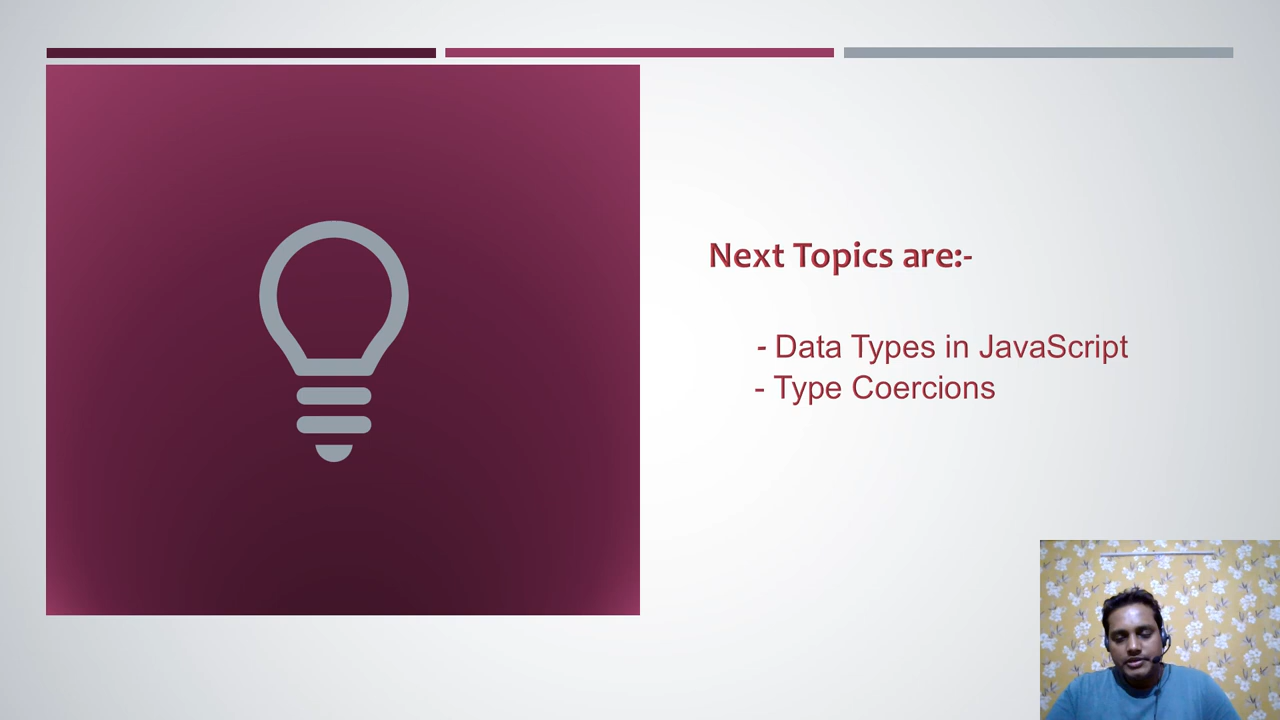 Next Topics are:-
- Data Types in JavaScript
- Type Coercions